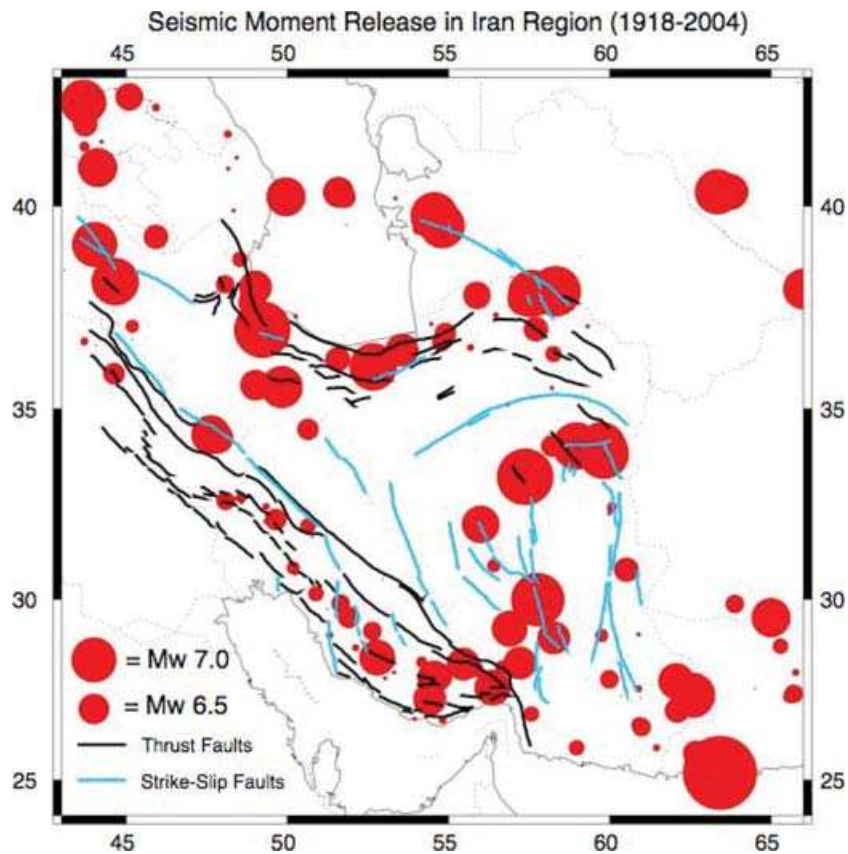 Seismic Moment Release in Iran Region (1918-2004)
45 50 55 60 65
40 40
35 35
30 30
= Mw 7.0
= Mw 6.5
Thrust Faults
Strike-Slip Faults
25 25
45 50 55 60 65